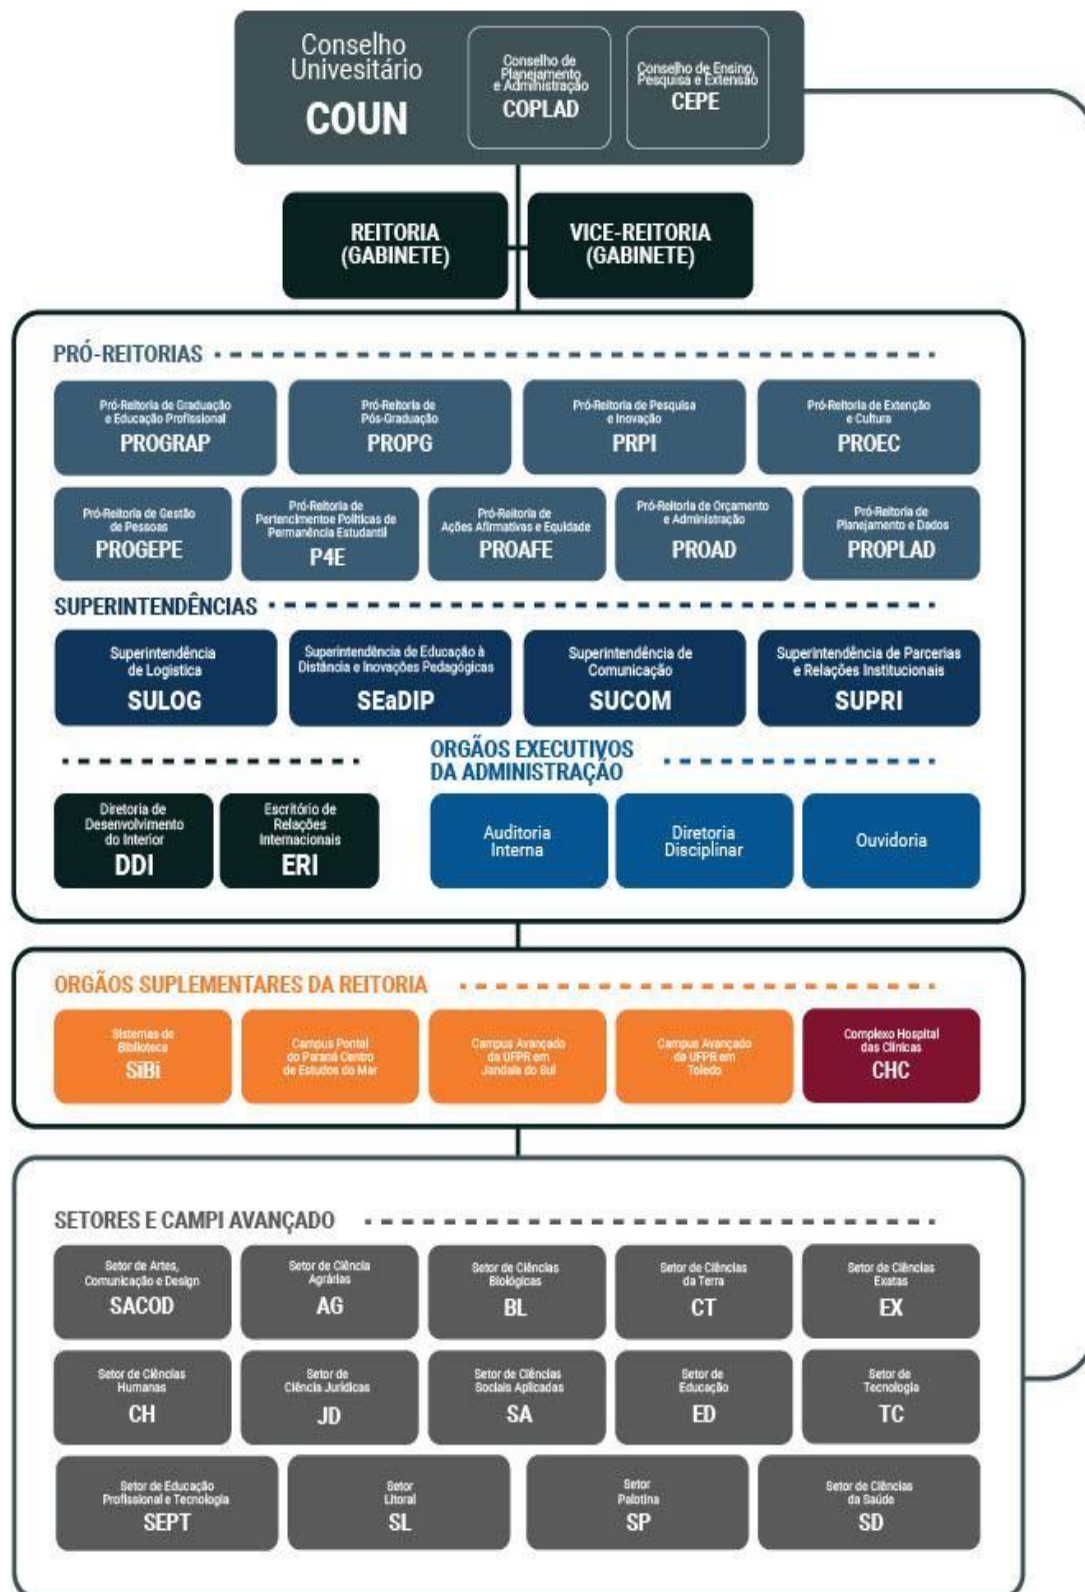 Conselho
Univesitário
COUN
Conselho de
Planejamento
e Administração
COPLAD
Conselho de Ensino,
Pesquisa e Extensão
CEPE
REITORIA
(GABINETE)
VICE-REITORIA
(GABINETE)
PRÓ-REITORIAS
Pró-Reitoria de Graduação
e Educação Profissional
PROGRAP
Pró-Reitoria de
Pós-Graduação
PROPG
Pró-Reitoria de Pesquisa
e Inovação
PRPI
Pró-Reitoria de Extenção
e Cultura
PROEC
Pró-Reitoria de Gestão
de Pessoas
PROGEPE
Pró-Reitoria de
Pertencimentoe Políticas de
Permanência Estudantil
P4E
Pró-Reitoria de
Ações Afirmativas e Equidade
PROAFE
Pró-Reitoria de Orçamento
e Administração
PROAD
Pró-Reitoria de
Planejamento e Dados
PROPLAD
SUPERINTENDÊNCIAS
Superintendência
de Logística
SULOG
Superintendência de Educação à
Distância e Inovações Pedagógicas
SEaDIP
Superintendência de
Comunicação
SUCOM
Superintendência de Parcerias
e Relações Institucionais
SUPRI
Diretoria de
Desenvolvimento
do Interior
DDI
Escritório de
Relações
Internacionais
ERI
ORGÃOS EXECUTIVOS
DA ADMINISTRAÇÃO
Auditoria
Interna
Diretoria
Disciplinar
Ouvidoria
ORGÃOS SUPLEMENTARES DA REITORIA
Sistemas de
Biblioteca
SiBi
Campus Pontal
do Paraná Centro
de Estudos do Mar
Campus Avançado
da UFPR em
Jandaia do Sul
Campus Avançado
da UFPR em
Toledo
Complexo Hospital
das Clínicas
CHC
SETORES E CAMPI AVANÇADO
Setor de Artes,
Comunicação e Design
SACOD
Setor de Ciência
Agrárias
AG
Setor de Ciências
Biológicas
BL
Setor de Ciências
da Terra
CT
Setor de Ciências
Exatas
EX
Setor de Ciências
Humanas
CH
Setor de
Ciência Jurídicas
JD
Setor de Ciências
Sociais Aplicadas
SA
Setor de
Educação
ED
Setor de
Tecnologia
TC
Setor de Educação
Profissional e Tecnologia
SEPT
Setor
Litoral
SL
Setor
Palotina
SP
Setor de Ciências
da Saúde
SD